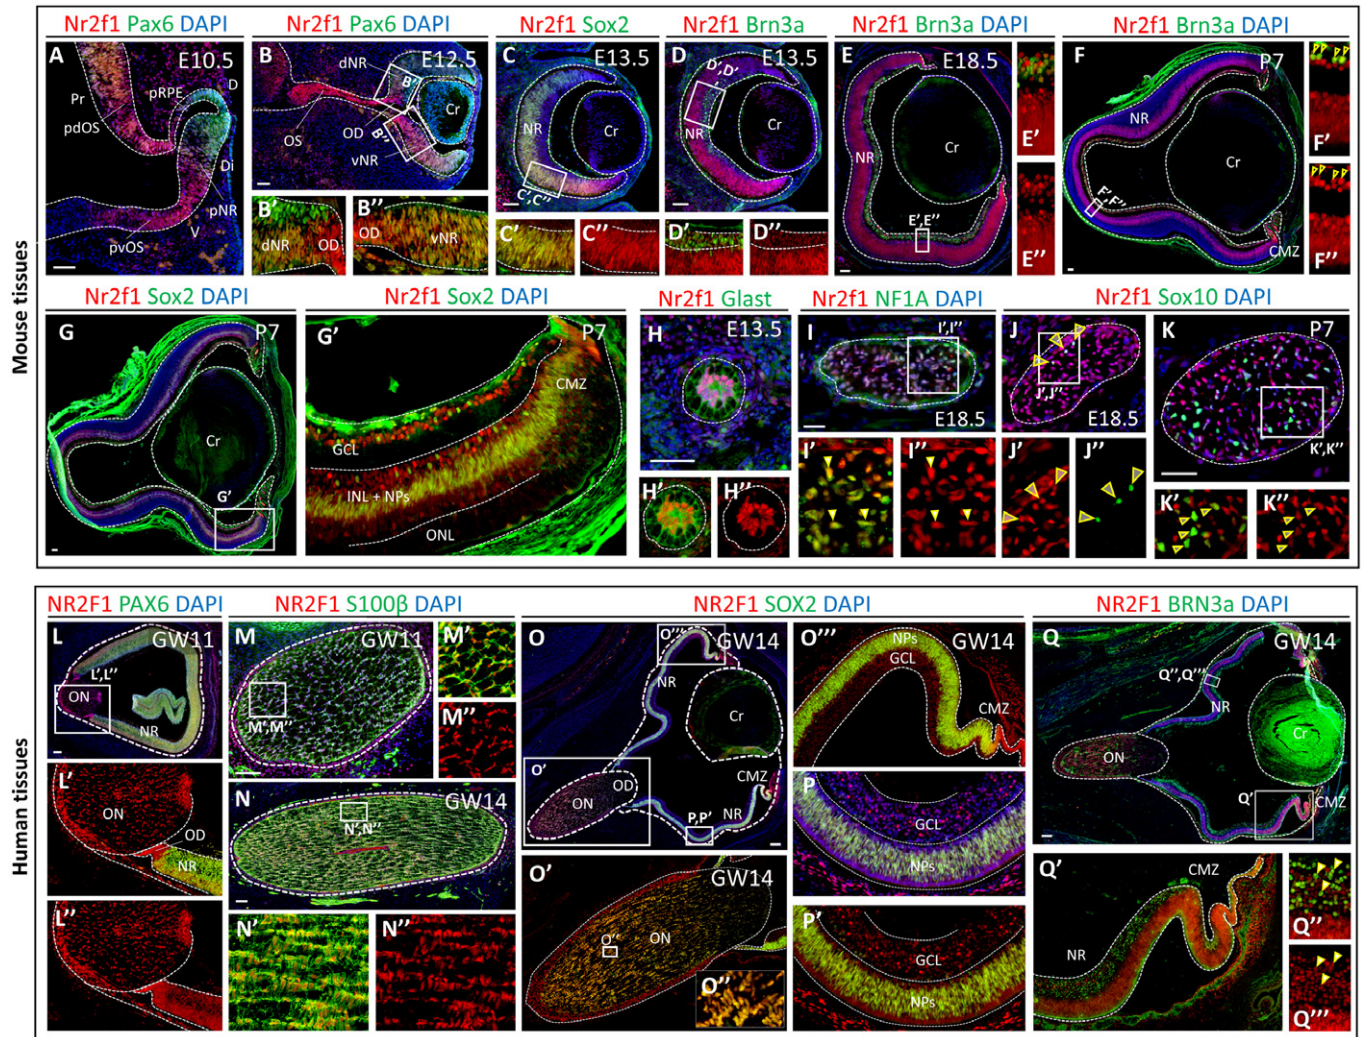 Mouse tissues
Nr2f1 Pax6 DAPI
A
E10.5
Pr
pdOS
pRPE
D
Di
pNR
V
pvOS
Nr2f1 Pax6 DAPI
B
E12.5
dNR
B'
Cr
OS
OD
B''
vNR
B'
dNR
OD
B''
OD
vNR
Nr2f1 Sox2
C
E13.5
NR
Cr
C', C''
C'
C''
Nr2f1 Brn3a
D
E13.5
D', D'
NR
Cr
D'
D''
Nr2f1 Brn3a DAPI
E
E18.5
NR
Cr
E', E''
E'
E''
Nr2f1 Brn3a DAPI
F
P7
NR
Cr
F', F''
CMZ
F'
F''
Nr2f1 Sox2 DAPI
G
P7
Cr
G'
Nr2f1 Sox2 DAPI
G'
P7
CMZ
GCL
INL + NPs
ONL
Nr2f1 Glast
H
E13.5
H'
H''
Nr2f1 NF1A DAPI
I
I', I''
E18.5
I'
I''
Nr2f1 Sox10 DAPI
J
J', J''
E18.5
J'
J''
K
P7
K', K''
K'
K''
Human tissues
NR2F1 PAX6 DAPI
L
GW11
L', L''
ON
NR
L'
ON
OD
NR
L''
NR2F1 S100β DAPI
M
GW11
M', M''
M'
M''
N
GW14
N', N''
N'
N''
NR2F1 SOX2 DAPI
O
O'''
GW14
NR
Cr
O'
OD
ON
CMZ
P, P'
NR
O'
GW14
O''
ON
O''
O'''
NPs
GW14
GCL
CMZ
P
GCL
NPs
P'
GCL
NPs
NR2F1 BRN3a DAPI
Q
GW14
Q'', Q'''
NR
Cr
ON
Q'
CMZ
Q'
CMZ
NR
Q''
Q'''